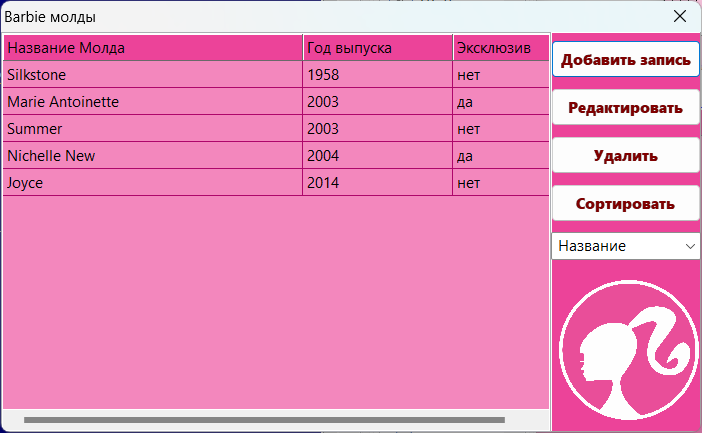 Barbie молды
Название Молда Год выпуска Эксклюзив
Silkstone 1958 нет
Marie Antoinette 2003 да
Summer 2003 нет
Nichelle New 2004 да
Joyce 2014 нет
Добавить запись
Редактировать
Удалить
Сортировать
Название